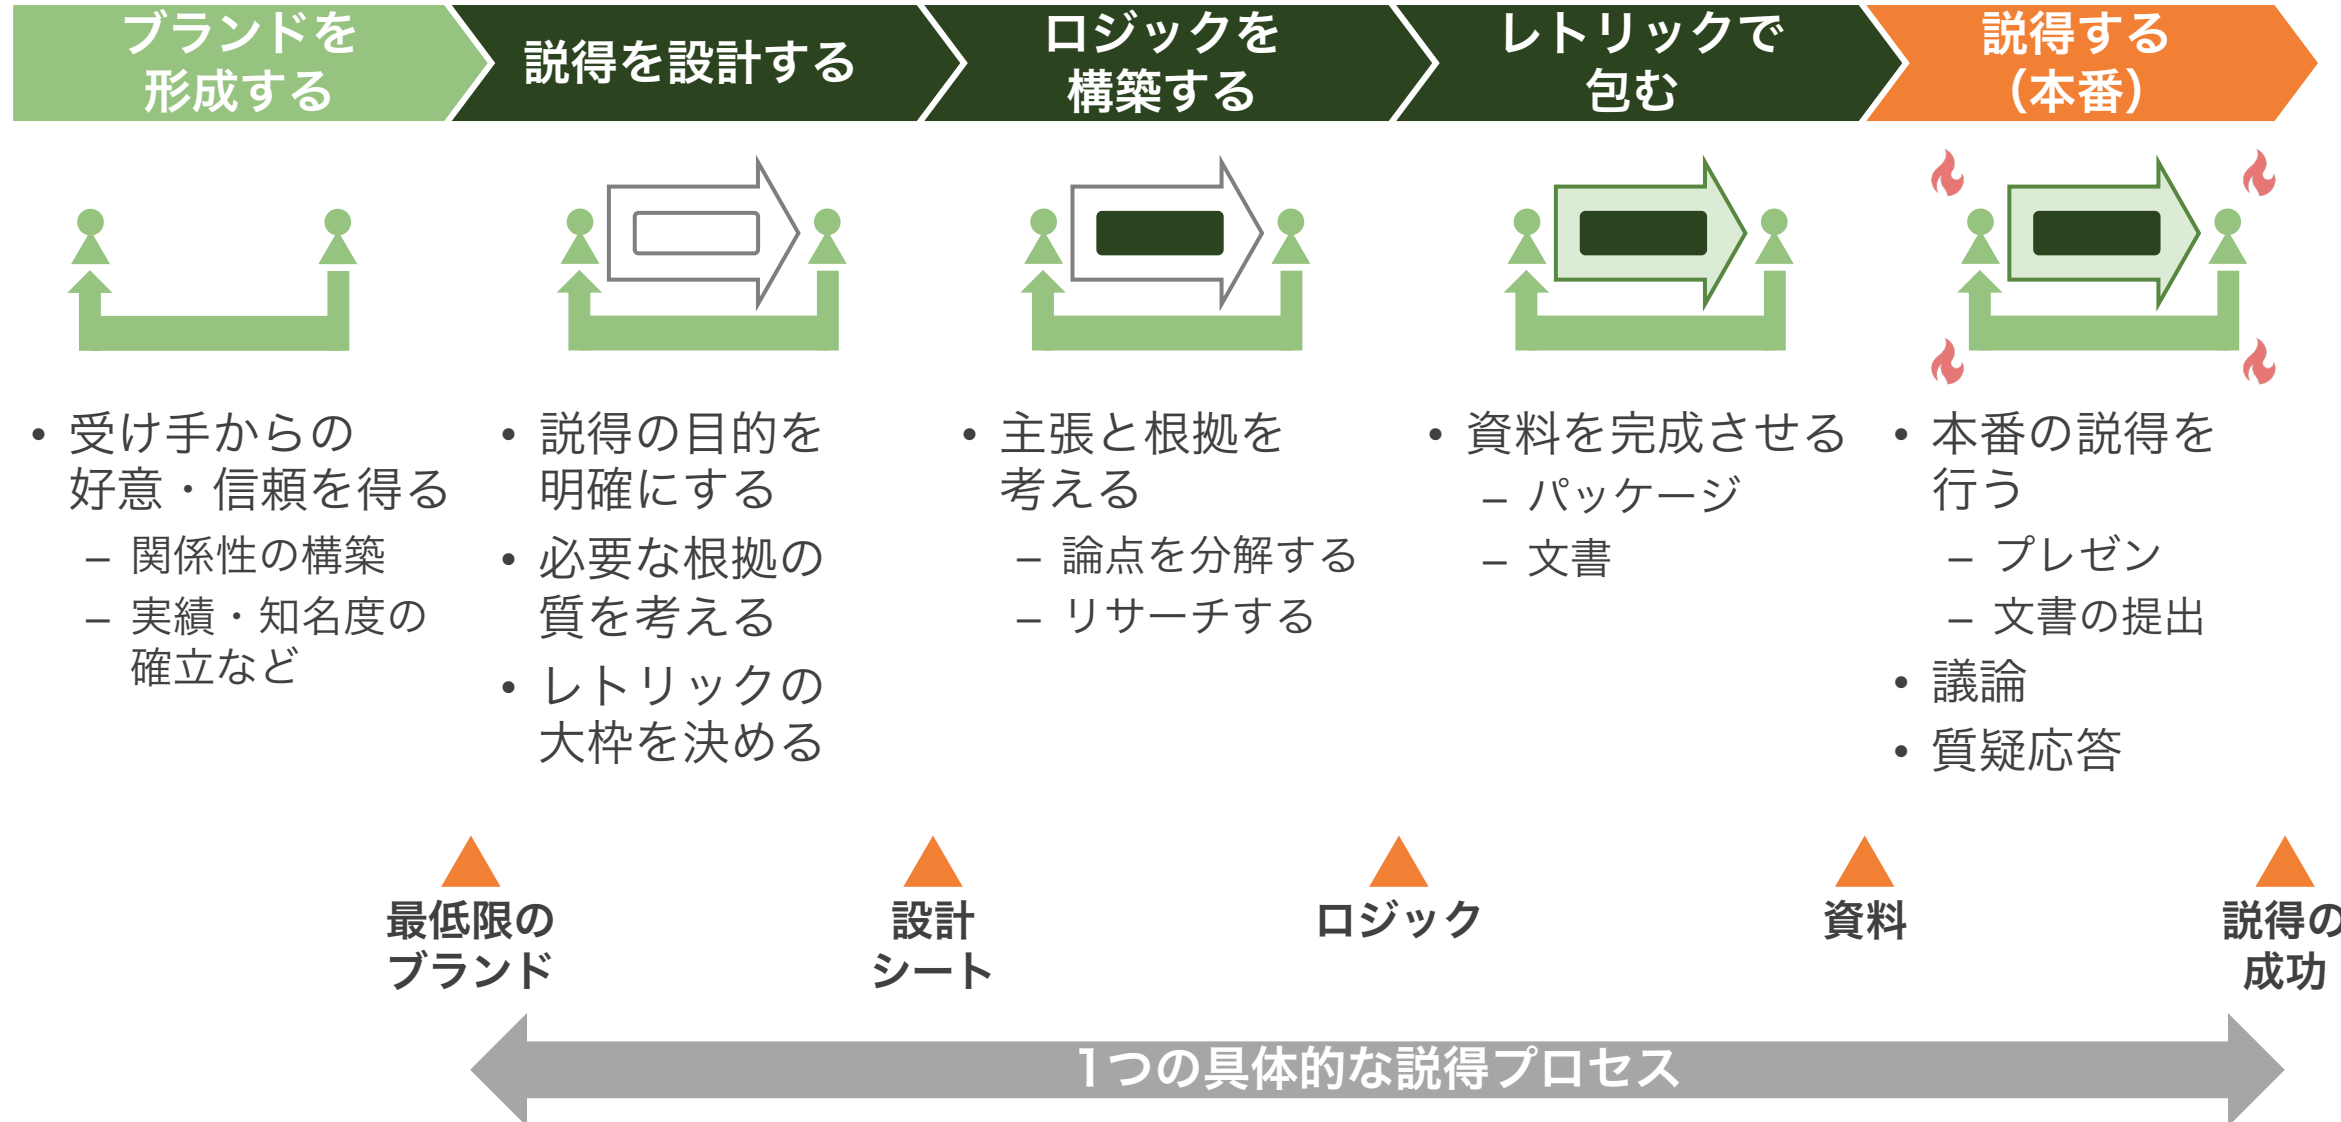 ブランドを
形成する
説得を設計する
ロジックを
構築する
レトリックで
包む
説得する
（本番）
• 受け手からの
好意・信頼を得る
– 関係性の構築
– 実績・知名度の
確立など
• 説得の目的を
明確にする
• 必要な根拠の
質を考える
• レトリックの
大枠を決める
• 主張と根拠を
考える
– 論点を分解する
– リサーチする
• 資料を完成させる
– パッケージ
– 文書
• 本番の説得を
行う
– プレゼン
– 文書の提出
• 議論
• 質疑応答
最低限の
ブランド
設計
シート
ロジック
資料
説得の
成功
1つの具体的な説得プロセス